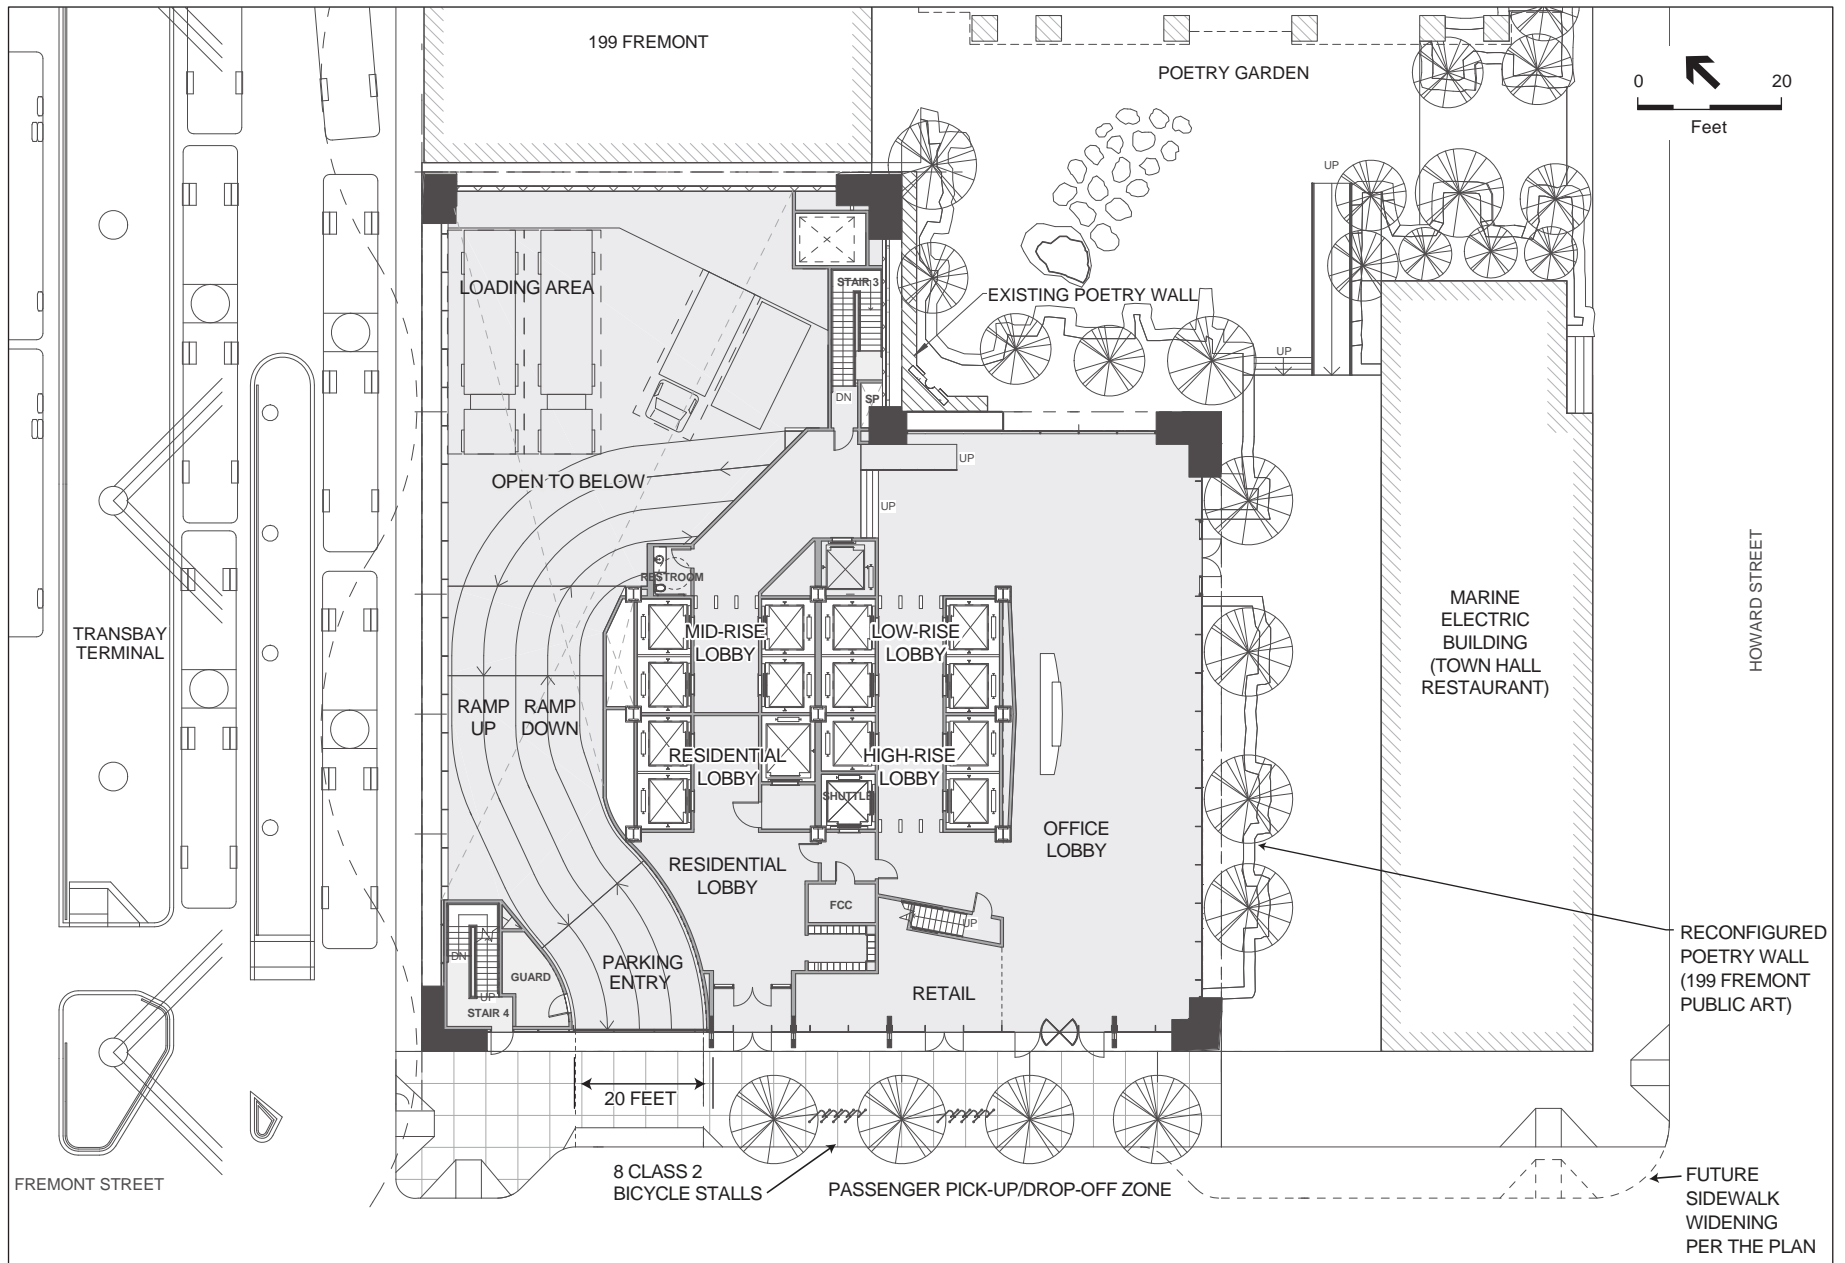 199 FREMONT
POETRY GARDEN
0 20
Feet
UP
LOADING AREA
STAIR 3
EXISTING POETRY WALL
UP
DN
SP
UP
OPEN TO BELOW
UP
RESTROOM
TRANSBAY
TERMINAL
MID-RISE
LOBBY
LOW-RISE
LOBBY
MARINE
ELECTRIC
BUILDING
(TOWN HALL
RESTAURANT)
HOWARD STREET
RAMP
UP
RAMP
DOWN
RESIDENTIAL
LOBBY
HIGH-RISE
LOBBY
SHUTTLE
OFFICE
LOBBY
RESIDENTIAL
LOBBY
FCC
UP
DN
GUARD
UP
STAIR 4
PARKING
ENTRY
RETAIL
RECONFIGURED
POETRY WALL
(199 FREMONT
PUBLIC ART)
20 FEET
8 CLASS 2
BICYCLE STALLS
PASSENGER PICK-UP/DROP-OFF ZONE
FREMONT STREET
FUTURE
SIDEWALK
WIDENING
PER THE PLAN